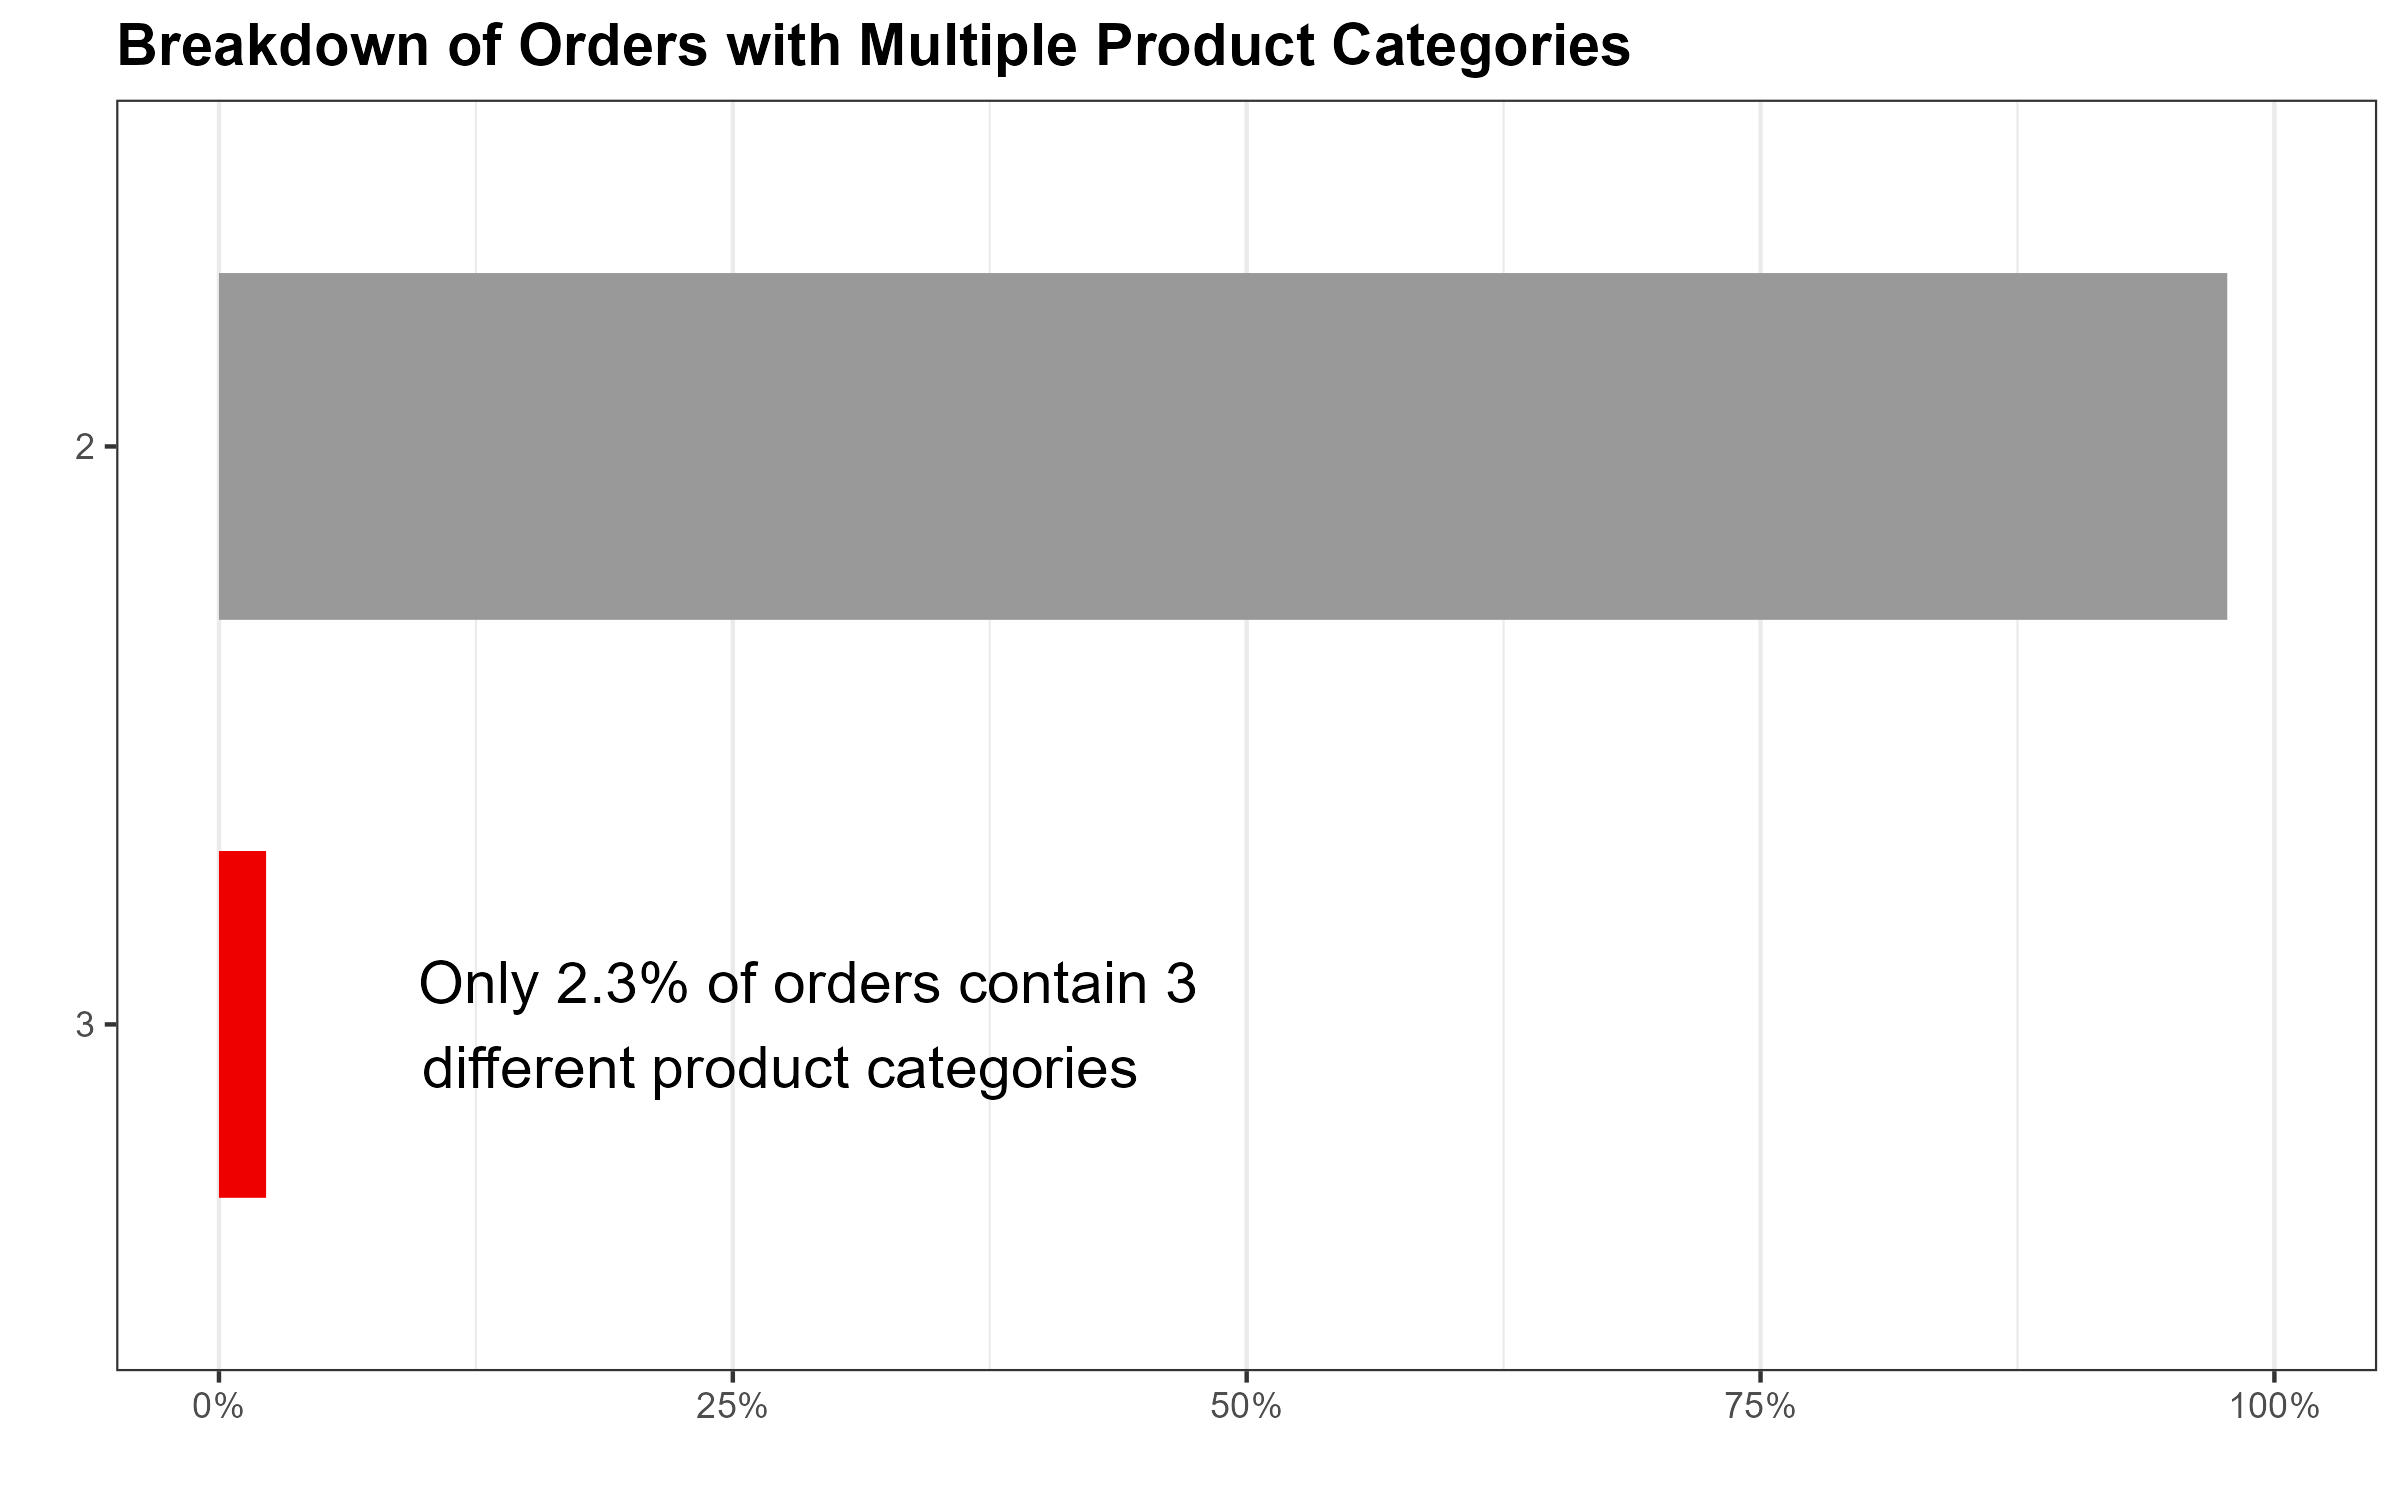 Breakdown of Orders with Multiple Product Categories
2
Only 2.3% of orders contain 3
different product categories
3
0% 25% 50% 75% 100%